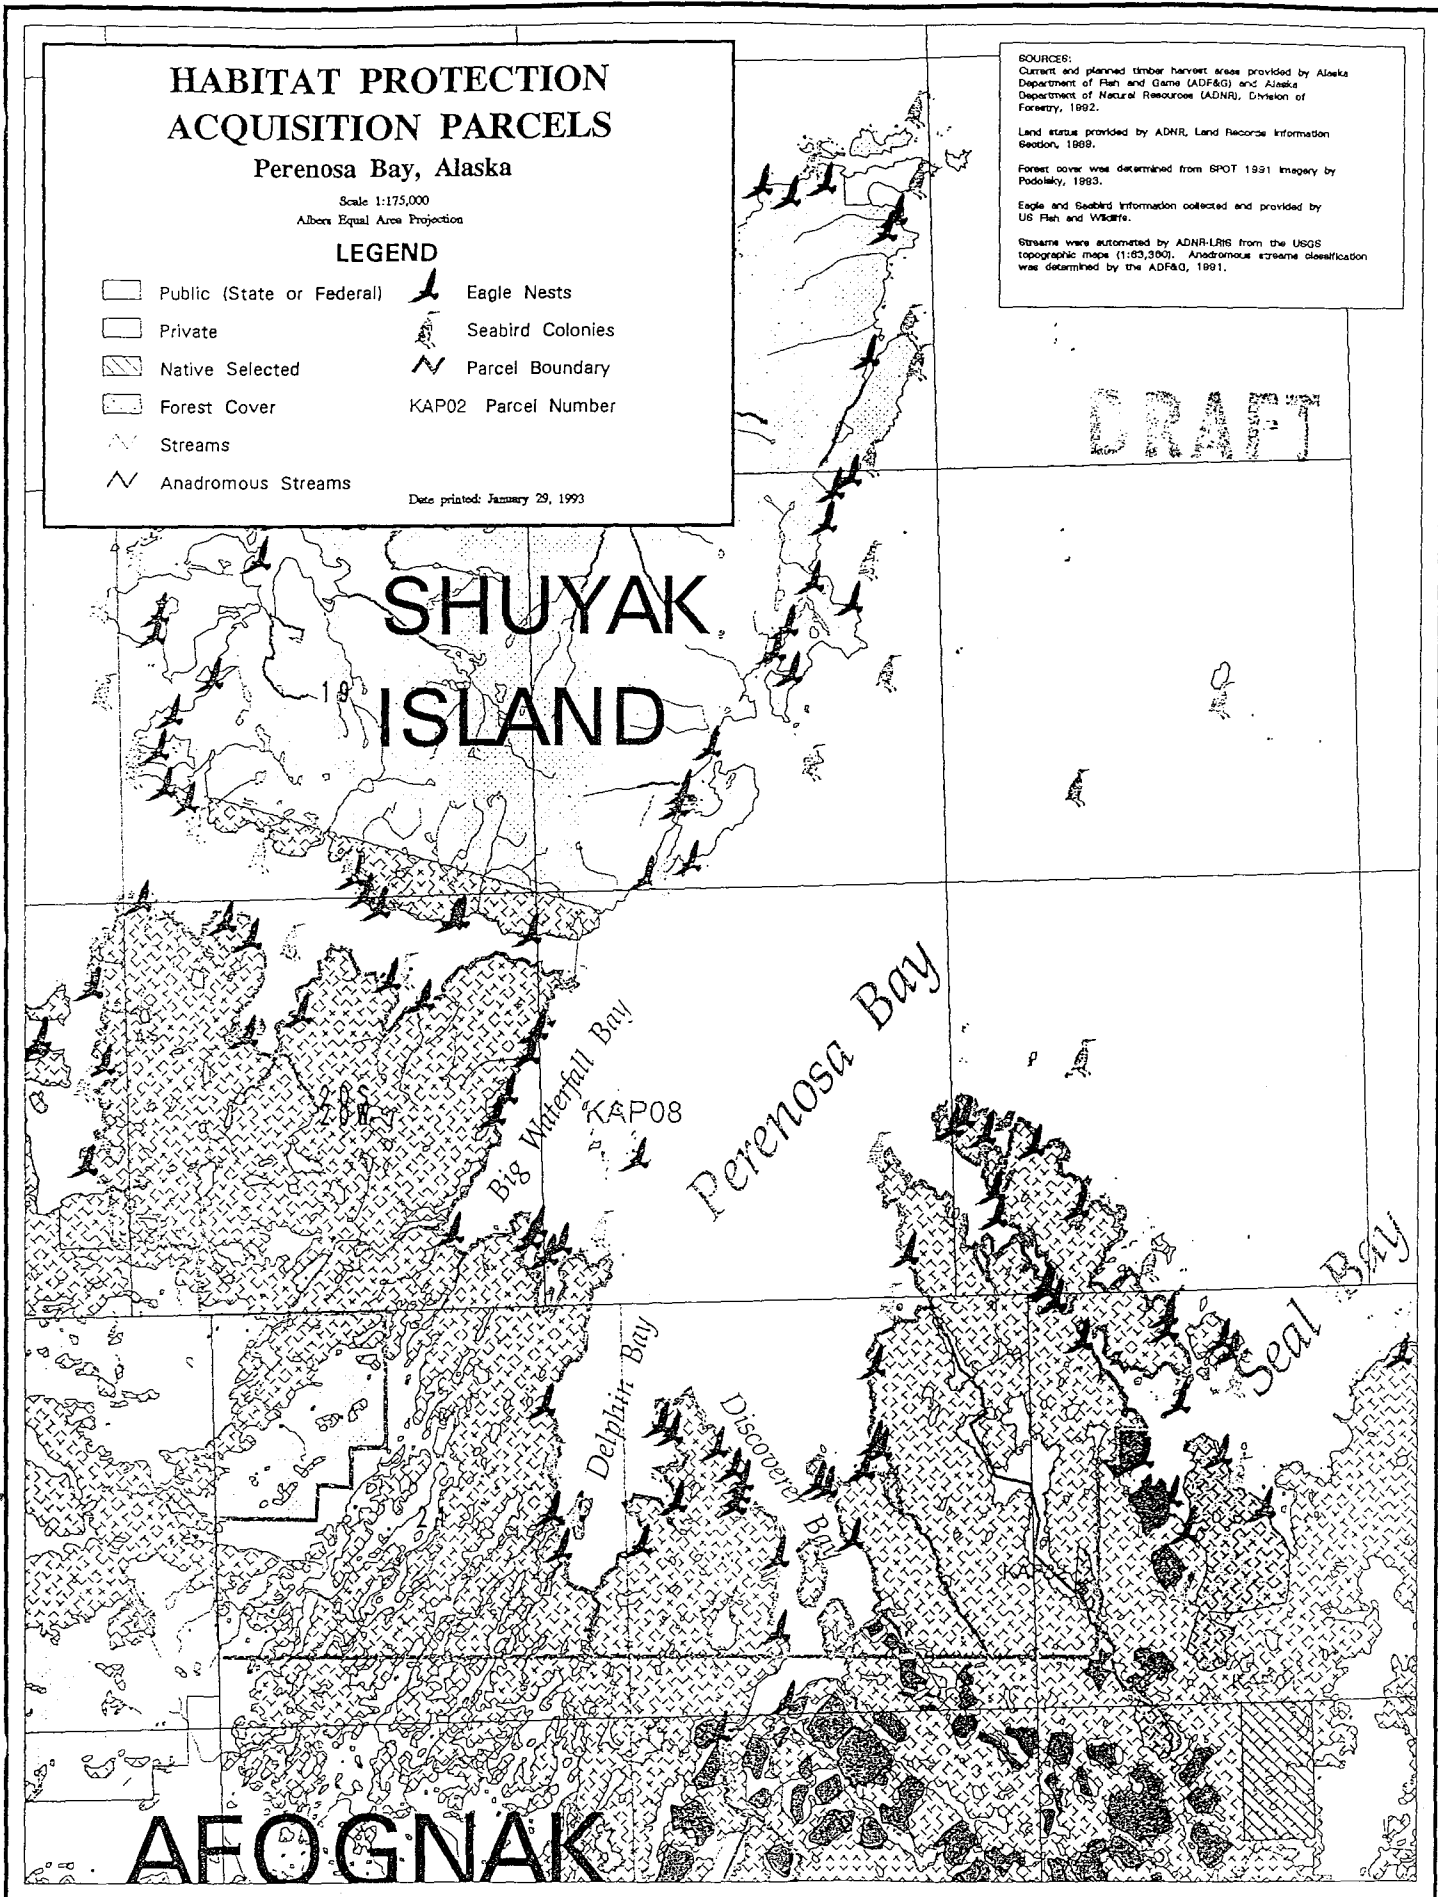 HABITAT PROTECTION
ACQUISITION PARCELS
Perenosa Bay, Alaska
Scale 1:175,000
Albers Equal Area Projection
LEGEND
Public (State or Federal)
Private
Native Selected
Forest Cover
Streams
Anadromous Streams
Eagle Nests
Seabird Colonies
Parcel Boundary
KAP02 Parcel Number
Date printed: January 29, 1993
SOURCES:
Current and planned timber harvest areas provided by Alaska
Department of Fish and Game (ADF&G) and Alaska
Department of Natural Resources (ADNR), Division of
Forestry, 1992.
Land status provided by ADNR, Land Records Information
Section, 1989.
Forest cover was determined from SPOT 1991 Imagery by
Podolsky, 1993.
Eagle and Seabird information collected and provided by
US Fish and Wildlife.
Streams were automated by ADNR-LRIS from the USGS
topographic maps (1:63,360). Anadromous streams classification
was determined by the ADF&G, 1991.
DRAFT
SHUYAK
ISLAND
Perenosa Bay
Big Waterfall Bay
KAP08
Seal Bay
Delphin Bay
Discoverer Bay
AFOGNAK